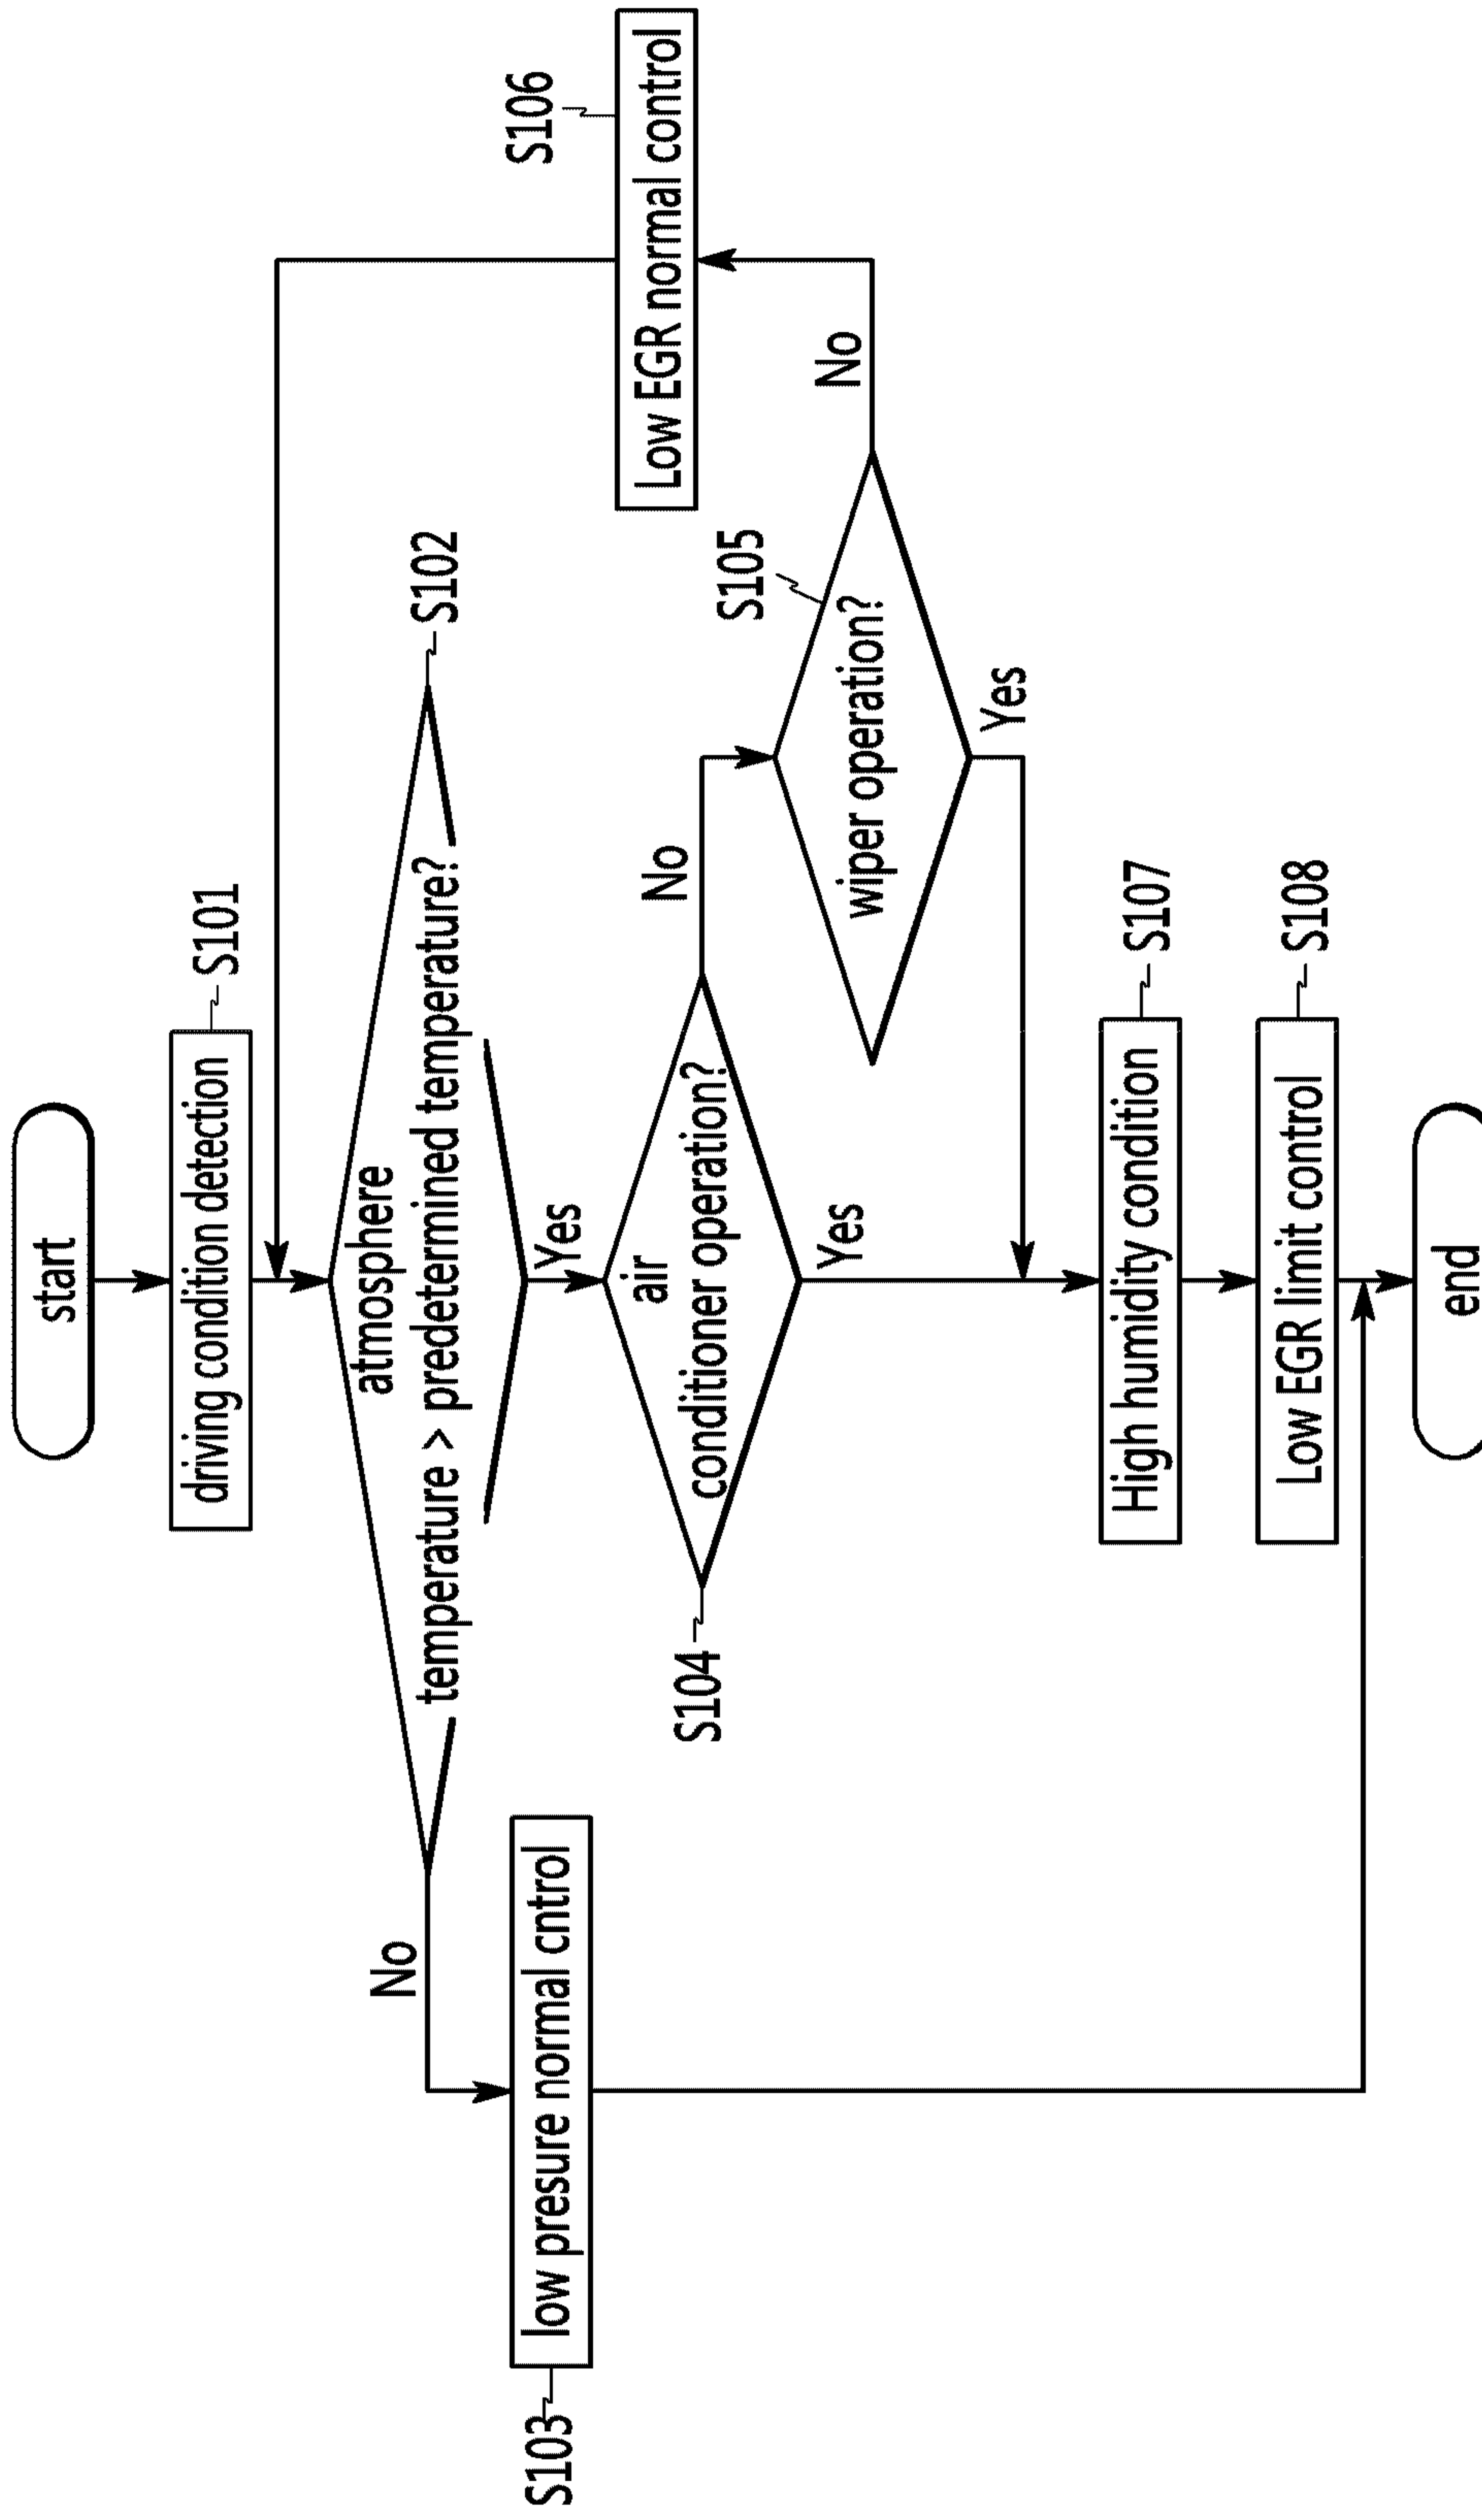 start
driving condition detection
S101
atmosphere
temperature > predetermined temperature?
S102
No
Yes
low presure normal cntrol
S103
air
conditioner operation?
S104
No
Yes
wiper operation?
S105
No
Yes
Low EGR normal control
S106
High humidity condition
S107
Low EGR limit control
S108
end